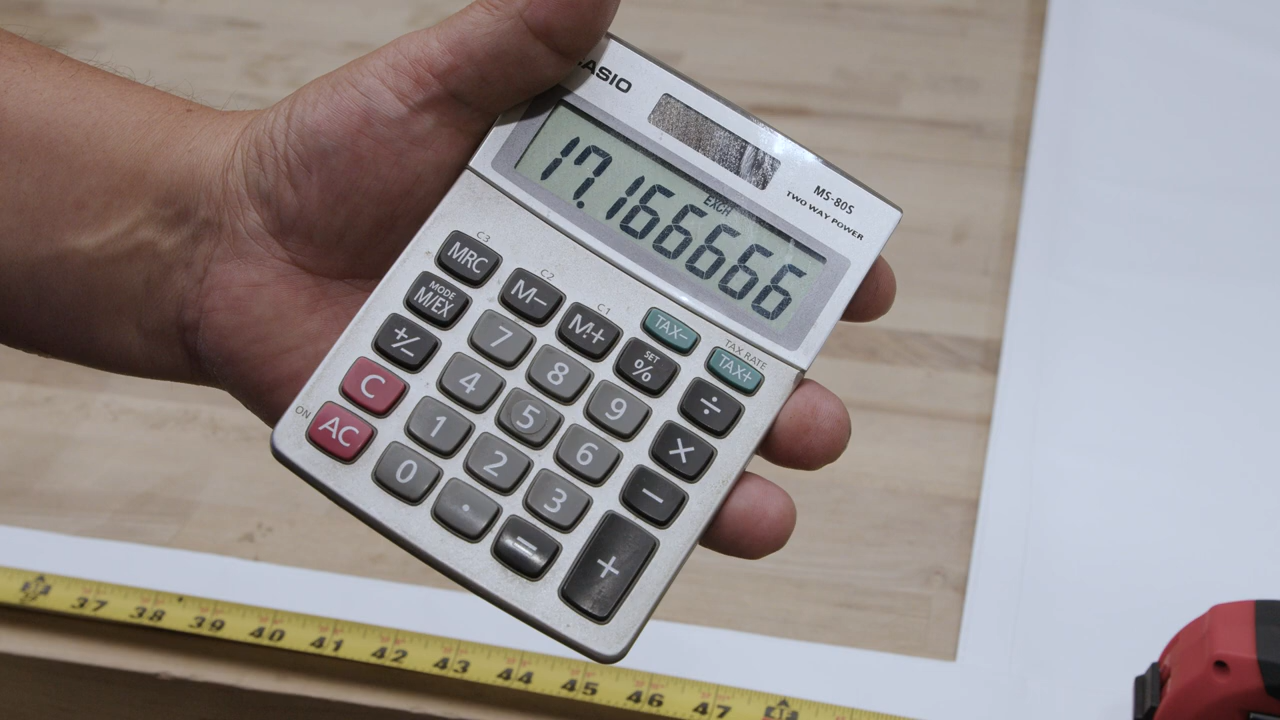 CASIO
MS-80S
TWO WAY POWER
EXCH
17.166666
C3
MRC
C2
M−
C1
M+
TAX−
TAX RATE
TAX+
MODE
M/EX
7
8
SET
%
÷
+/−
4
5
9
×
C
1
6
−
ON
AC
2
3
+
0
.
=
37 38 39 40 41 42 43 44 45 46 47